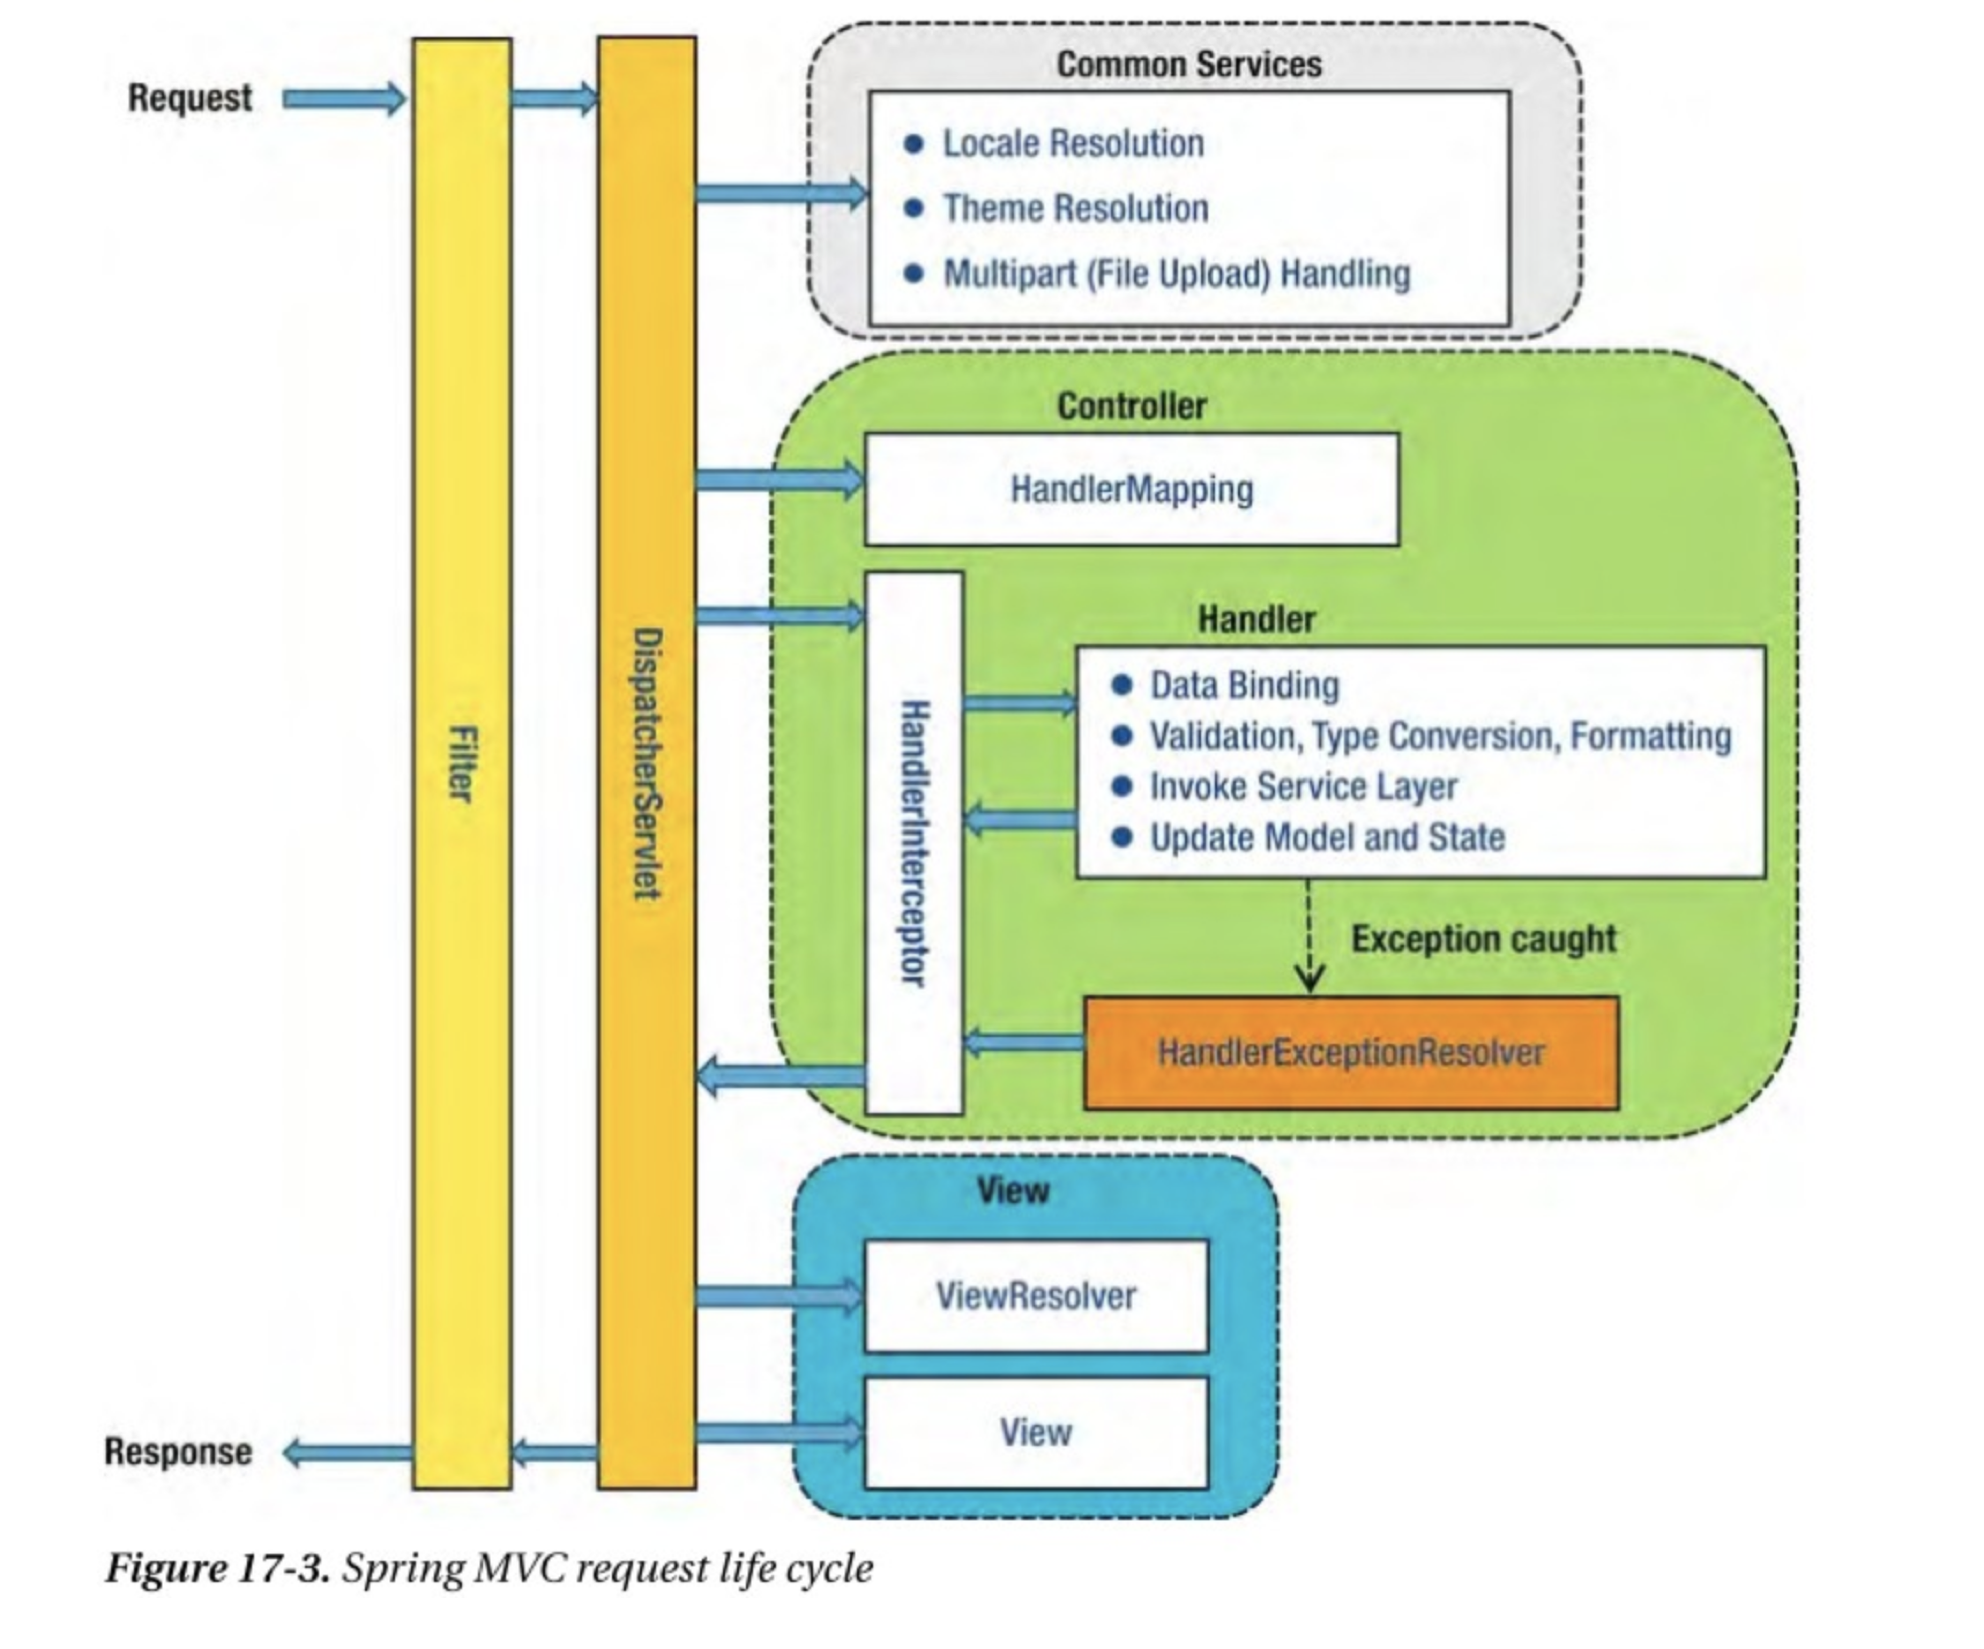 Request
Filter
DispatcherServlet
Common Services
● Locale Resolution
● Theme Resolution
● Multipart (File Upload) Handling
Controller
HandlerMapping
HandlerInterceptor
Handler
● Data Binding
● Validation, Type Conversion, Formatting
● Invoke Service Layer
● Update Model and State
Exception caught
HandlerExceptionResolver
View
ViewResolver
View
Response
Figure 17-3. Spring MVC request life cycle